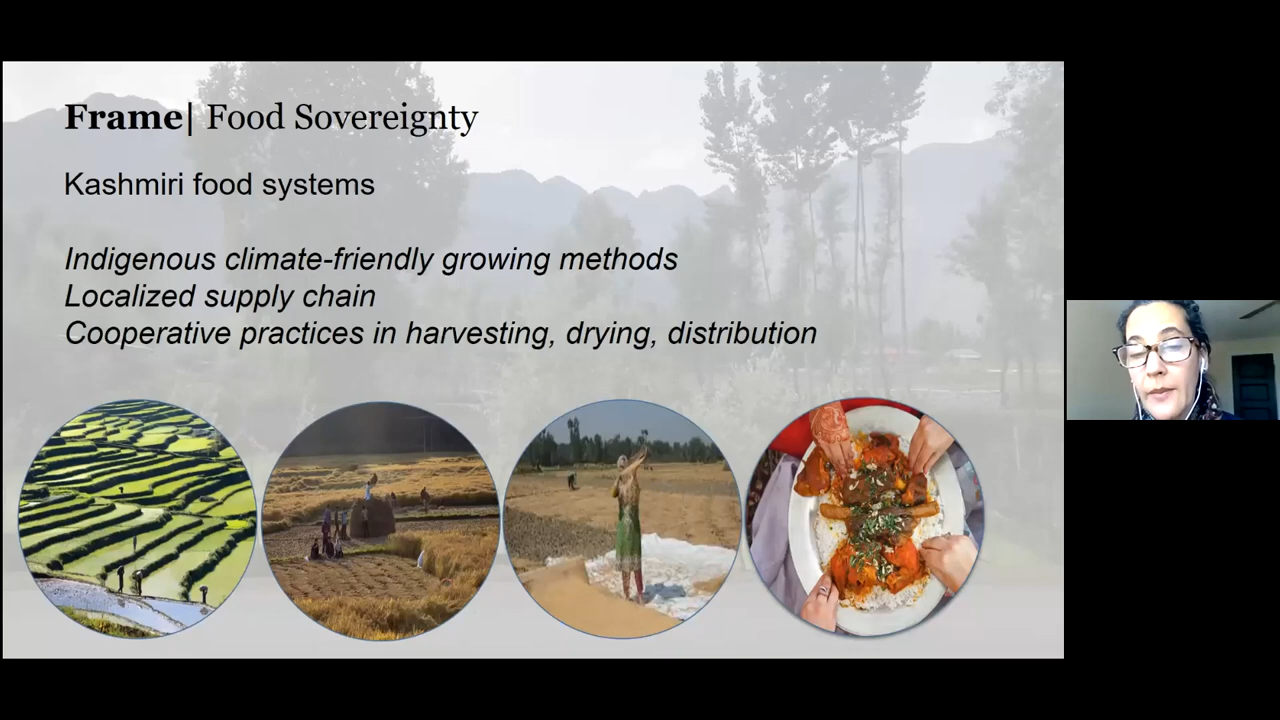 Frame| Food Sovereignty
Kashmiri food systems
Indigenous climate-friendly growing methods
Localized supply chain
Cooperative practices in harvesting, drying, distribution